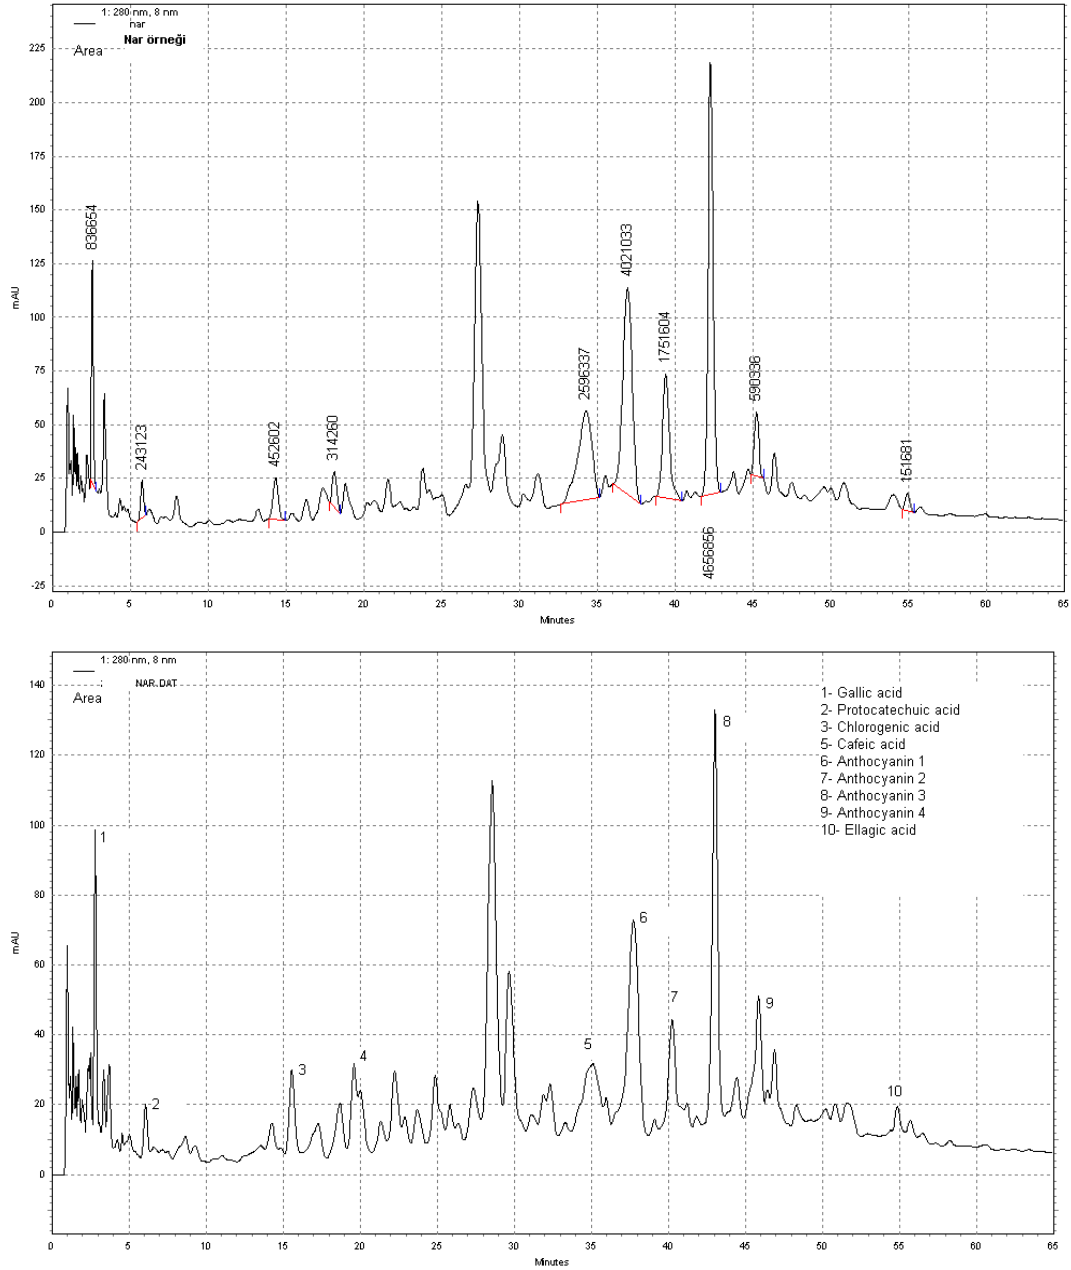 1: 280 nm, 8 nm
nar
Nar örneği
Area
225
200
175
150
125
100
75
50
25
0
-25
mAU
836654
243123
452602
314260
2596337
4021033
1751604
4656856
590336
151681
0 5 10 15 20 25 30 35 40 45 50 55 60 65
Minutes
1: 280 nm, 8 nm
: NAR.DAT
Area
140
120
100
80
60
40
20
0
mAU
1- Gallic acid
2- Protocatechuic acid
3- Chlorogenic acid
5- Cafeic acid
6- Anthocyanin 1
7- Anthocyanin 2
8- Anthocyanin 3
9- Anthocyanin 4
10- Ellagic acid
1
2
3
4
5
6
7
8
9
10
0 5 10 15 20 25 30 35 40 45 50 55 60 65
Minutes